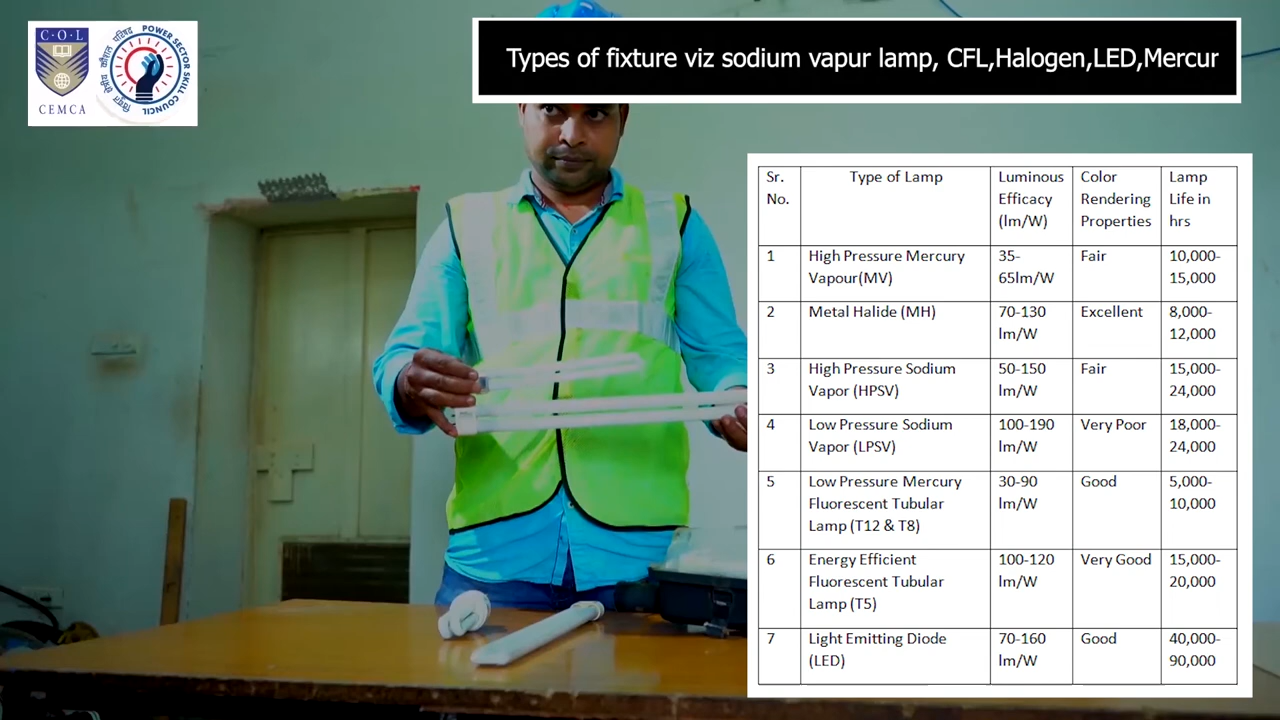 C·O·L
CEMCA
विद्युत क्षेत्र कौशल परिषद
POWER SECTOR SKILL COUNCIL
Types of fixture viz sodium vapur lamp, CFL,Halogen,LED,Mercur
Sr. No. Type of Lamp Luminous Efficacy (lm/W) Color Rendering Properties Lamp Life in hrs
1 High Pressure Mercury Vapour(MV) 35-65lm/W Fair 10,000-15,000
2 Metal Halide (MH) 70-130 lm/W Excellent 8,000-12,000
3 High Pressure Sodium Vapor (HPSV) 50-150 lm/W Fair 15,000-24,000
4 Low Pressure Sodium Vapor (LPSV) 100-190 lm/W Very Poor 18,000-24,000
5 Low Pressure Mercury Fluorescent Tubular Lamp (T12 & T8) 30-90 lm/W Good 5,000-10,000
6 Energy Efficient Fluorescent Tubular Lamp (T5) 100-120 lm/W Very Good 15,000-20,000
7 Light Emitting Diode (LED) 70-160 lm/W Good 40,000-90,000